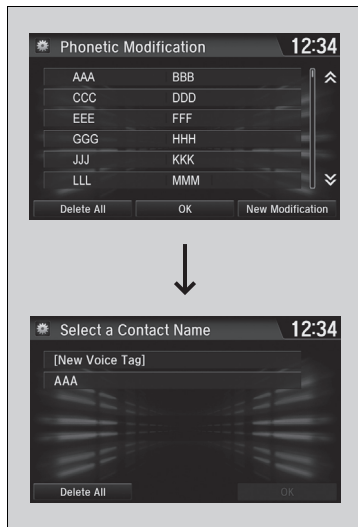 Phonetic Modification 12:34
AAA BBB
CCC DDD
EEE FFF
GGG HHH
JJJ KKK
LLL MMM
Delete All OK New Modification
Select a Contact Name 12:34
[New Voice Tag]
AAA
Delete All OK